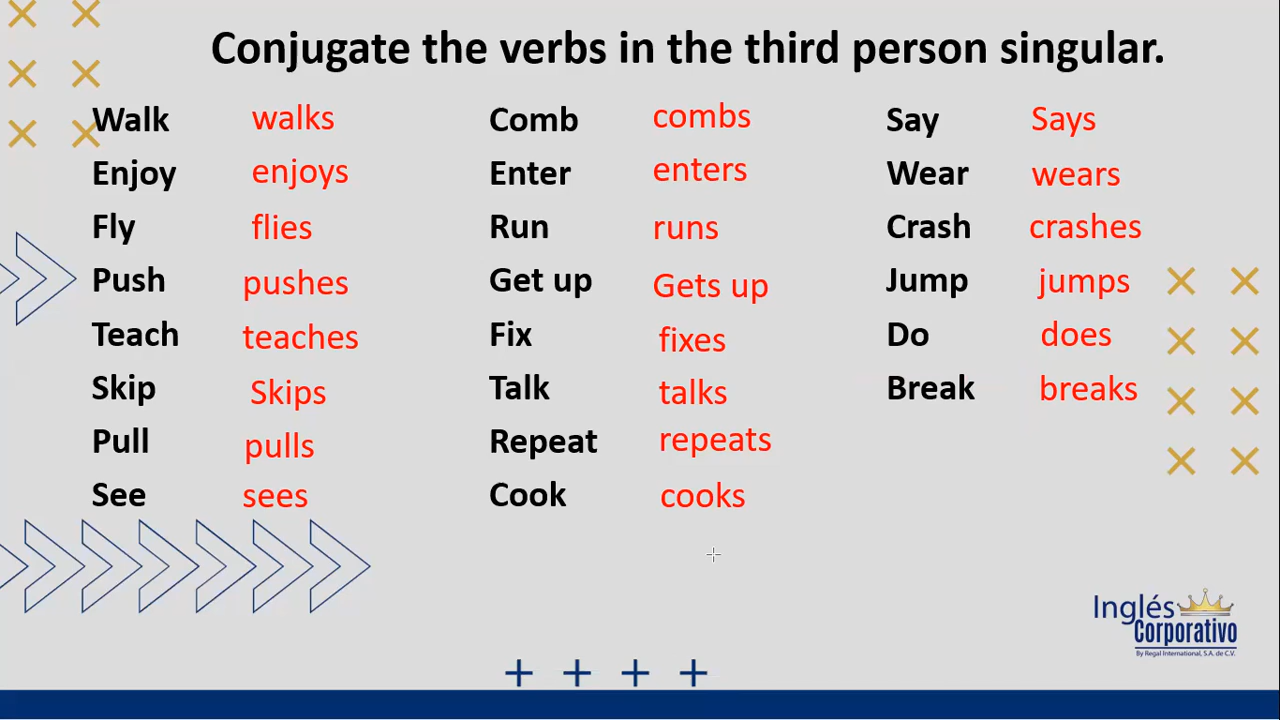 Conjugate the verbs in the third person singular.
Walk walks
Enjoy enjoys
Fly flies
Push pushes
Teach teaches
Skip Skips
Pull pulls
See sees
Comb combs
Enter enters
Run runs
Get up Gets up
Fix fixes
Talk talks
Repeat repeats
Cook cooks
Say Says
Wear wears
Crash crashes
Jump jumps
Do does
Break breaks
Inglés
Corporativo
By Regal International, S.A. de C.V.